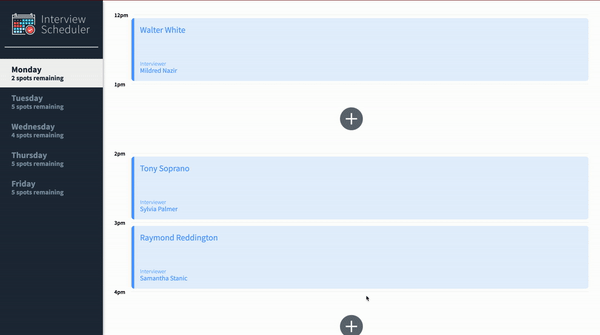 Interview
Scheduler
Monday
2 spots remaining
Tuesday
5 spots remaining
Wednesday
4 spots remaining
Thursday
5 spots remaining
Friday
5 spots remaining
12pm
Walter White
Interviewer
Mildred Nazir
1pm
2pm
Tony Soprano
Interviewer
Sylvia Palmer
3pm
Raymond Reddington
Interviewer
Samantha Stanic
4pm